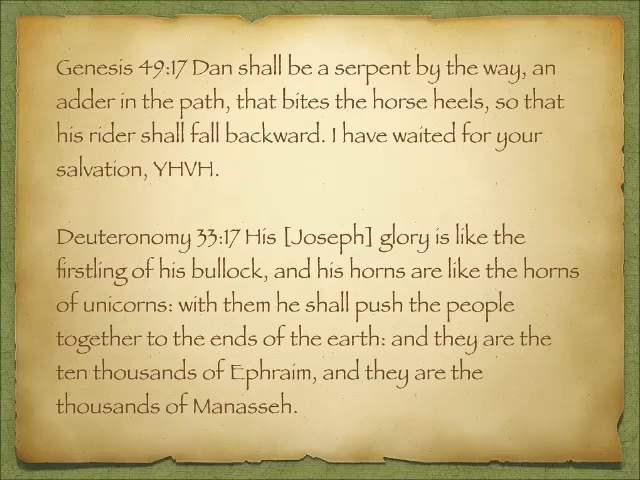 Genesis 49:17 Dan shall be a serpent by the way, an
adder in the path, that bites the horse heels, so that
his rider shall fall backward. I have waited for your
salvation, YHVH.
Deuteronomy 33:17 His [Joseph] glory is like the
firstling of his bullock, and his horns are like the horns
of unicorns: with them he shall push the people
together to the ends of the earth: and they are the
ten thousands of Ephraim, and they are the
thousands of Manasseh.